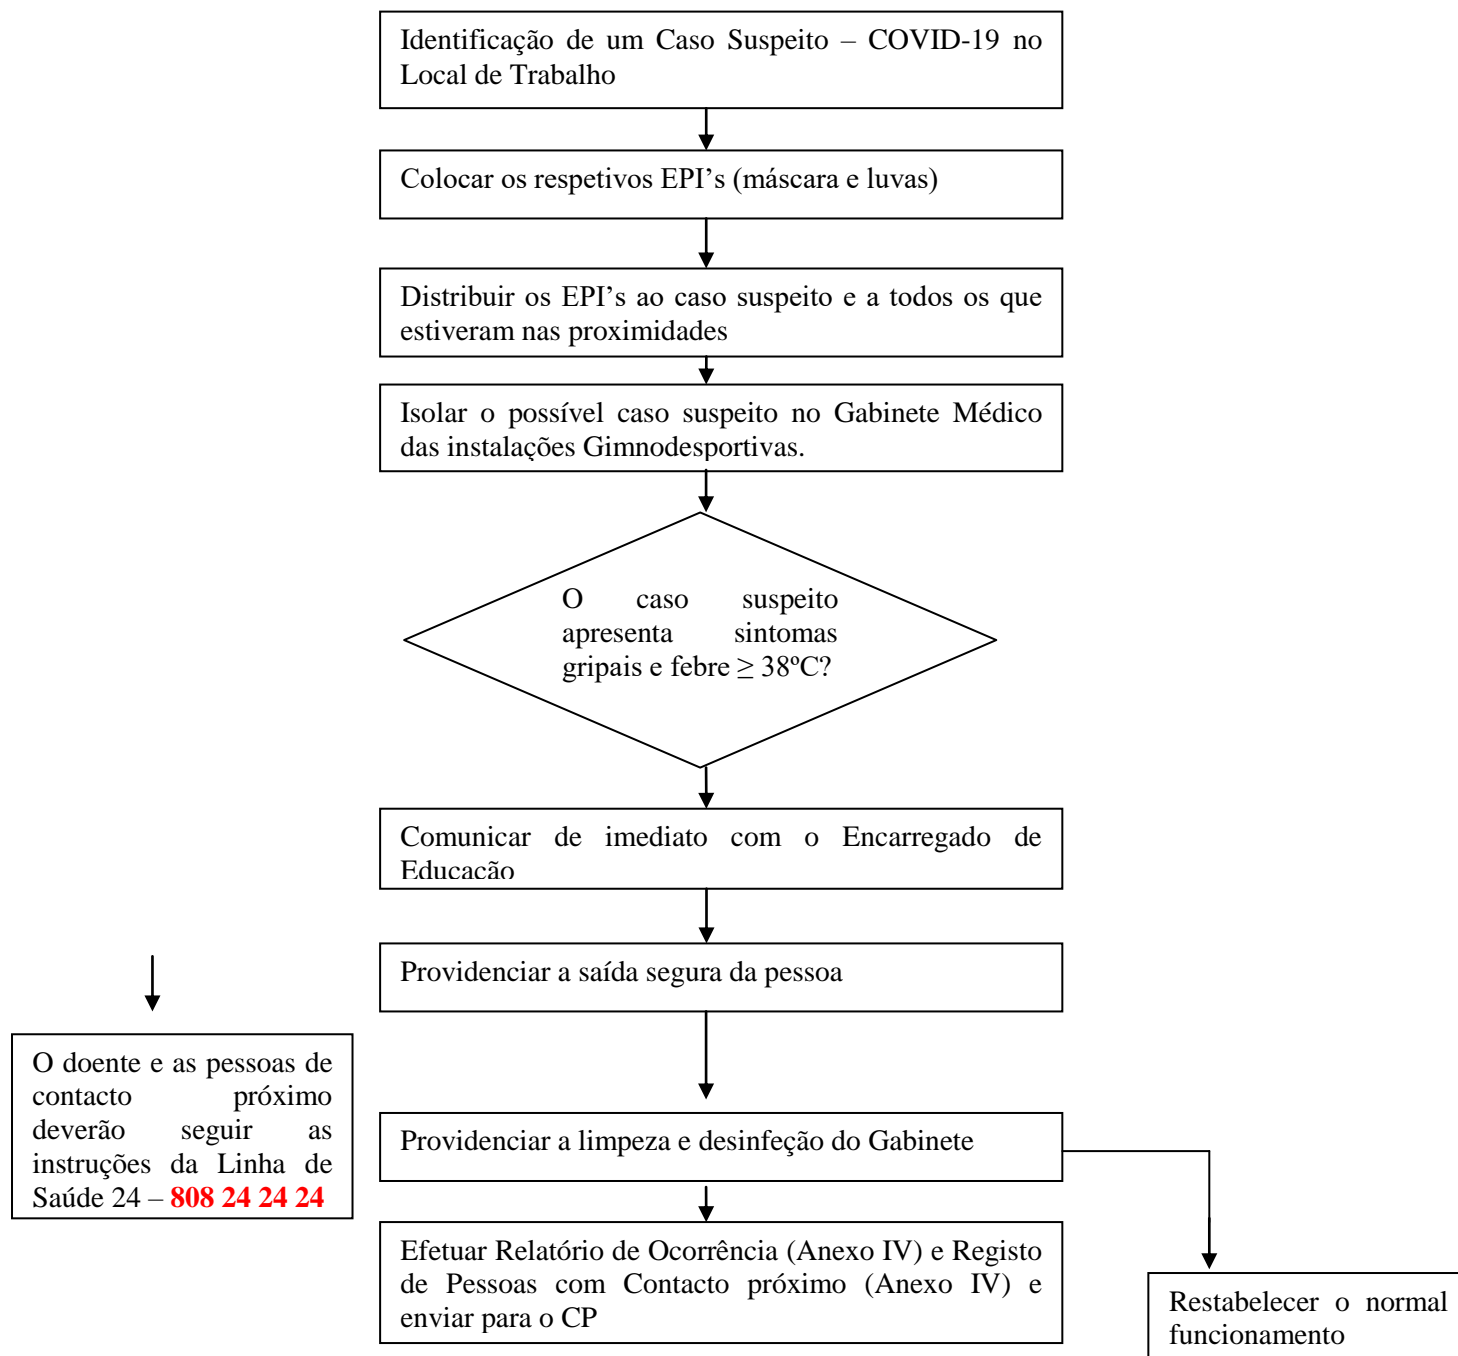 Identificação de um Caso Suspeito – COVID-19 no
Local de Trabalho
Colocar os respetivos EPI’s (máscara e luvas)
Distribuir os EPI’s ao caso suspeito e a todos os que
estiveram nas proximidades
Isolar o possível caso suspeito no Gabinete Médico
das instalações Gimnodesportivas.
O caso suspeito
apresenta sintomas
gripais e febre ≥ 38ºC?
Comunicar de imediato com o Encarregado de
Educação
Providenciar a saída segura da pessoa
O doente e as pessoas de
contacto próximo
deverão seguir as
instruções da Linha de
Saúde 24 – 808 24 24 24
Providenciar a limpeza e desinfeção do Gabinete
Efetuar Relatório de Ocorrência (Anexo IV) e Registo
de Pessoas com Contacto próximo (Anexo IV) e
enviar para o CP
Restabelecer o normal
funcionamento